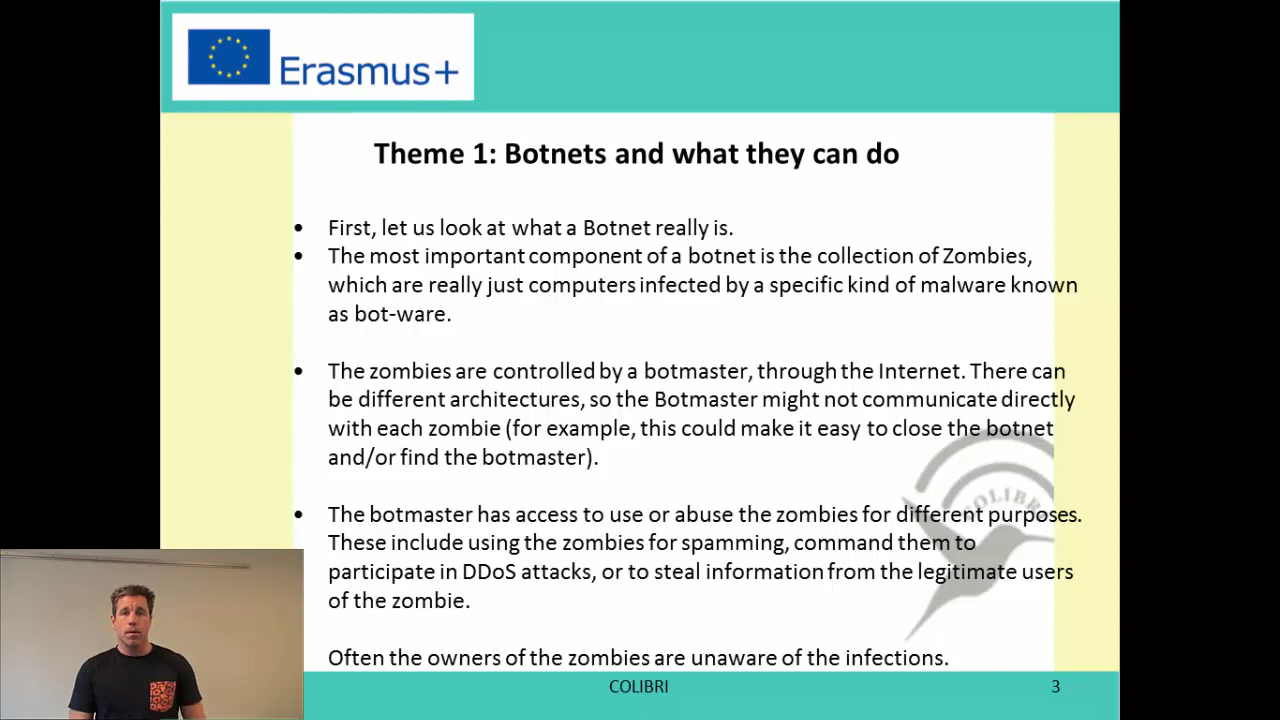 Erasmus+
Theme 1: Botnets and what they can do
• First, let us look at what a Botnet really is.
• The most important component of a botnet is the collection of Zombies,
which are really just computers infected by a specific kind of malware known
as bot-ware.
• The zombies are controlled by a botmaster, through the Internet. There can
be different architectures, so the Botmaster might not communicate directly
with each zombie (for example, this could make it easy to close the botnet
and/or find the botmaster).
COLIBRI
• The botmaster has access to use or abuse the zombies for different purposes.
These include using the zombies for spamming, command them to
participate in DDoS attacks, or to steal information from the legitimate users
of the zombie.
Often the owners of the zombies are unaware of the infections.
COLIBRI
3